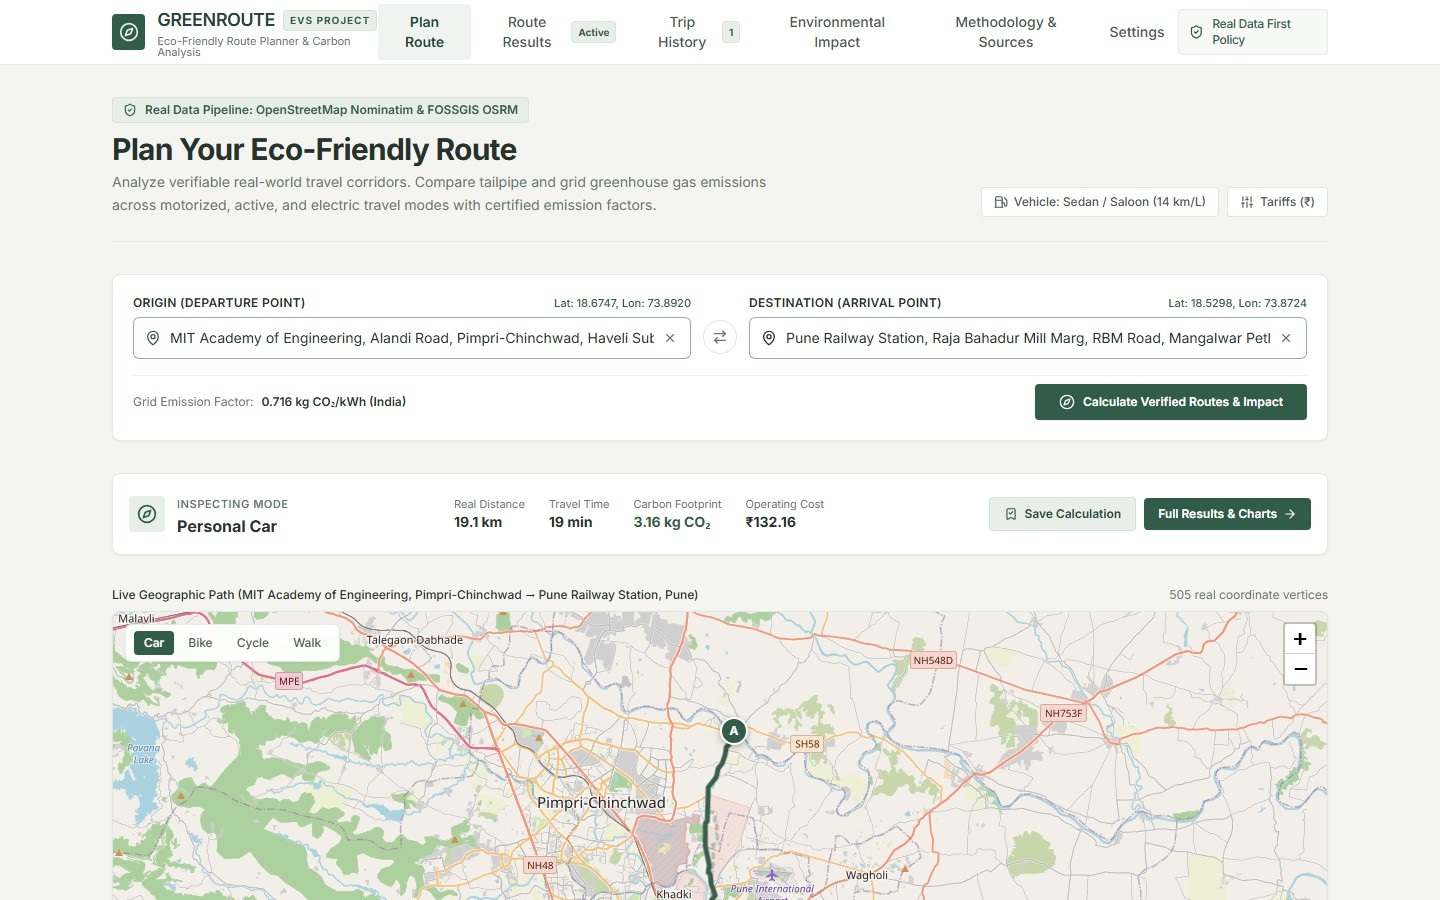 GREENROUTE EVS PROJECT
Eco-Friendly Route Planner & Carbon
Analysis
Plan
Route
Route
Results
Active
Trip
History
1
Environmental
Impact
Methodology &
Sources
Settings
Real Data First
Policy
Real Data Pipeline: OpenStreetMap Nominatim & FOSSGIS OSRM
Plan Your Eco-Friendly Route
Analyze verifiable real-world travel corridors. Compare tailpipe and grid greenhouse gas emissions
across motorized, active, and electric travel modes with certified emission factors.
Vehicle: Sedan / Saloon (14 km/L)
Tariffs (₹)
ORIGIN (DEPARTURE POINT)
Lat: 18.6747, Lon: 73.8920
MIT Academy of Engineering, Alandi Road, Pimpri-Chinchwad, Haveli Sub
DESTINATION (ARRIVAL POINT)
Lat: 18.5298, Lon: 73.8724
Pune Railway Station, Raja Bahadur Mill Marg, RBM Road, Mangalwar Petl
Grid Emission Factor: 0.716 kg CO₂/kWh (India)
Calculate Verified Routes & Impact
INSPECTING MODE
Personal Car
Real Distance
19.1 km
Travel Time
19 min
Carbon Footprint
3.16 kg CO₂
Operating Cost
₹132.16
Save Calculation
Full Results & Charts →
Live Geographic Path (MIT Academy of Engineering, Pimpri-Chinchwad → Pune Railway Station, Pune)
505 real coordinate vertices
Malavli
Car
Bike
Cycle
Walk
Talegaon Dabhade
+
−
NH548D
MPE
NH753F
A
SH58
Pavana
Lake
Pimpri-Chinchwad
NH48
Khadki
Wagholi
Pune International
Airport